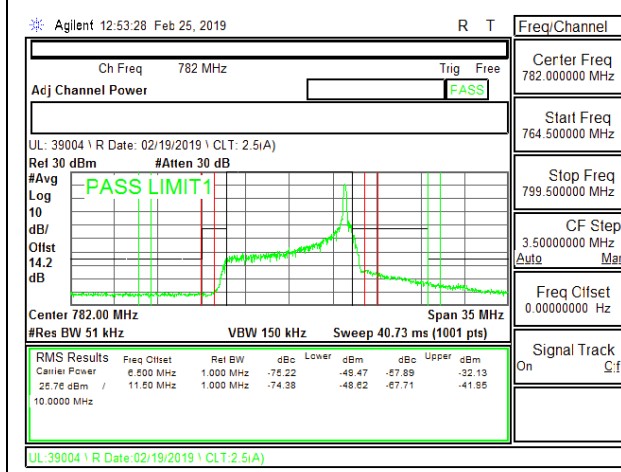 Agilent 12:53:28 Feb 25, 2019 R T
Freq/Channel
Ch Freq 782 MHz Trig Free
Adj Channel Power PASS
Center Freq
782.000000 MHz
Start Freq
764.500000 MHz
Stop Freq
799.500000 MHz
CF Step
3.50000000 MHz
Auto Man
Freq Offset
0.00000000 Hz
Signal Track
On
UL: 39004 \ R Date: 02/19/2019 \ CLT: 2.5(A)
Ref 30 dBm #Atten 30 dB
#Avg
Log
10
dB/
Offst
14.2
dB
PASS LIMIT1
Center 782.00 MHz Span 35 MHz
#Res BW 51 kHz VBW 150 kHz Sweep 40.73 ms (1001 pts)
RMS Results Freq Offset Ref BW dBc Lower dBm dBc Upper dBm
Carrier Power 6.500 MHz 1.000 MHz -75.22 -49.47 -57.89 -32.13
25.76 dBm / 11.50 MHz 1.000 MHz -74.38 -48.62 -67.71 -41.95
10.0000 MHz
UL:39004 \ R Date:02/19/2019 \ CLT:2.5(A)